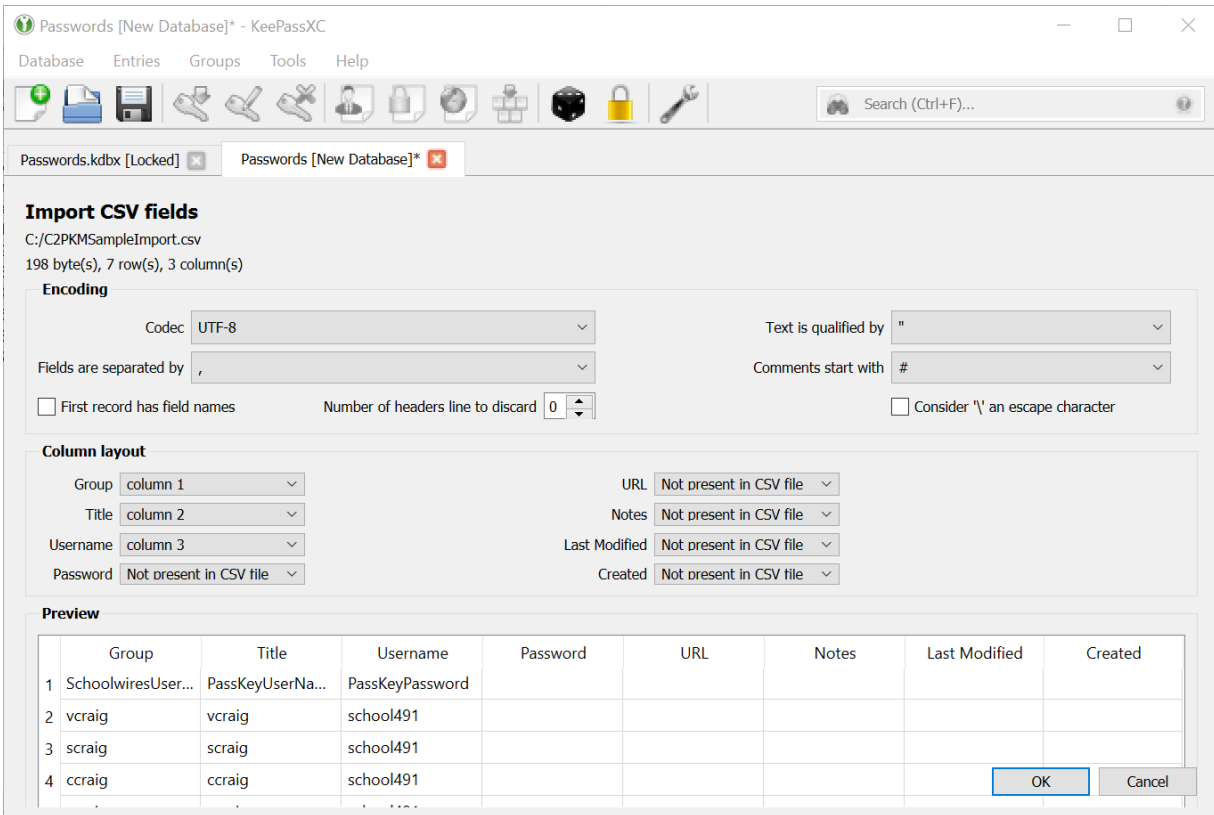 Passwords [New Database]* - KeePassXC
Database Entries Groups Tools Help
Search (Ctrl+F)...
Passwords.kdbx [Locked] Passwords [New Database]*
Import CSV fields
C:/C2PKMSampleImport.csv
198 byte(s), 7 row(s), 3 column(s)
Encoding
Codec UTF-8 Text is qualified by "
Fields are separated by , Comments start with #
First record has field names Number of headers line to discard 0 Consider '\' an escape character
Column layout
Group column 1 URL Not present in CSV file
Title column 2 Notes Not present in CSV file
Username column 3 Last Modified Not present in CSV file
Password Not present in CSV file Created Not present in CSV file
Preview
Group Title Username Password URL Notes Last Modified Created
1 SchoolwiresUser... PassKeyUserNa... PassKeyPassword
2 vcraig vcraig school491
3 scraig scraig school491
4 ccraig ccraig school491
OK Cancel